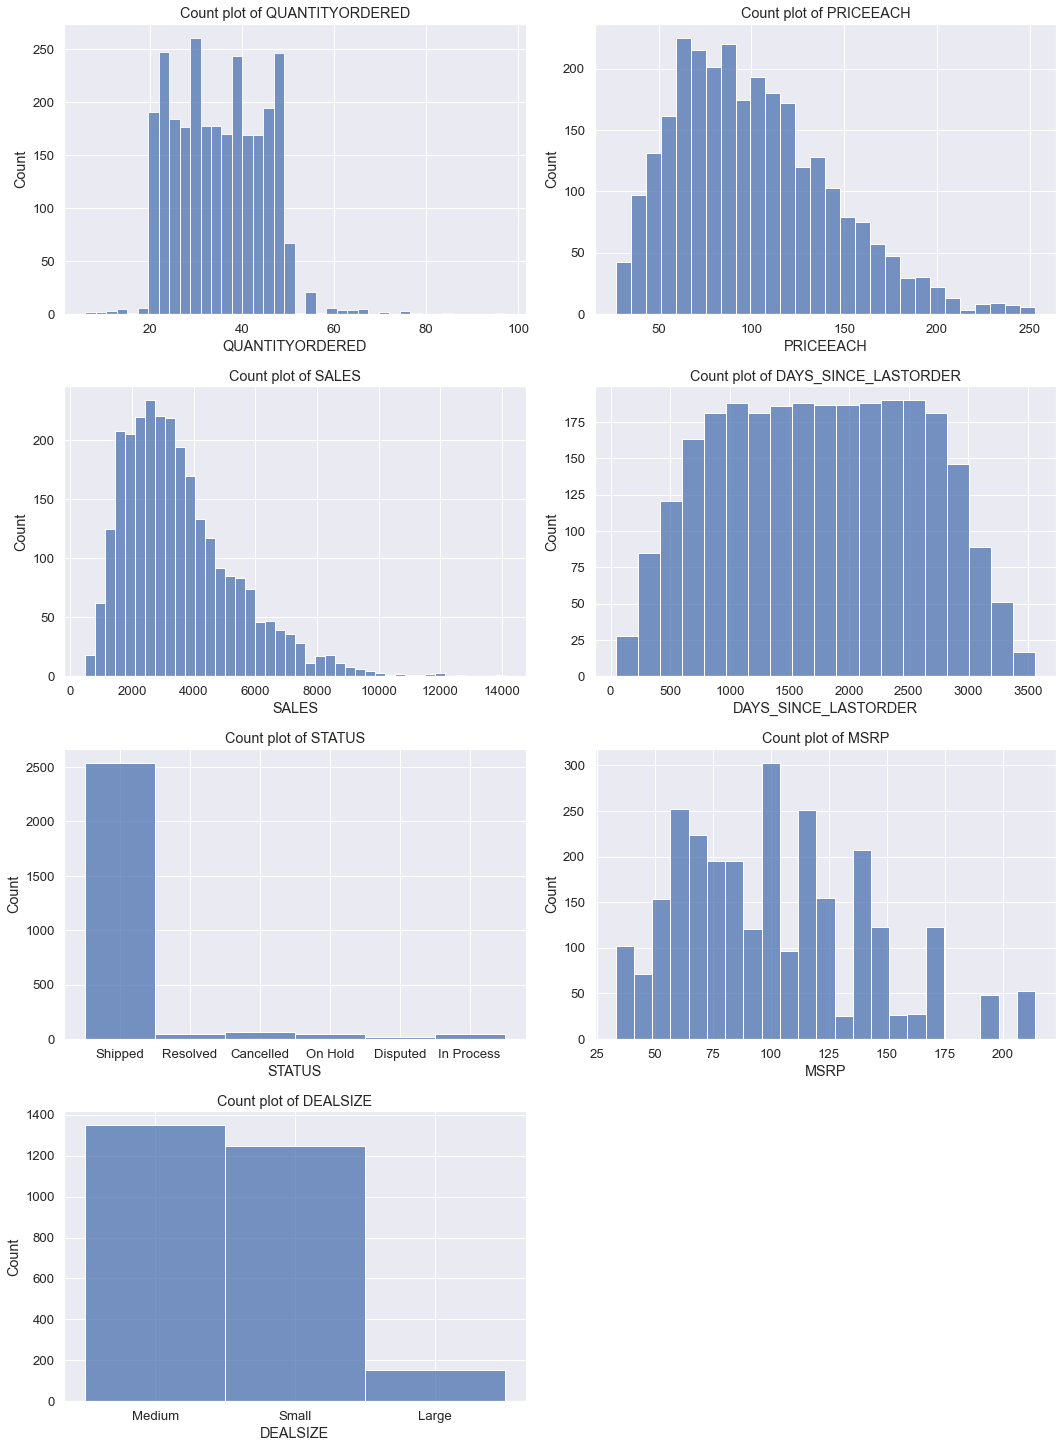 Count plot of QUANTITYORDERED
Count
250
200
150
100
50
0
20 40 60 80 100
QUANTITYORDERED
Count plot of PRICEEACH
Count
200
150
100
50
0
50 100 150 200 250
PRICEEACH
Count plot of SALES
Count
200
150
100
50
0
0 2000 4000 6000 8000 10000 12000 14000
SALES
Count plot of DAYS_SINCE_LASTORDER
Count
175
150
125
100
75
50
25
0
0 500 1000 1500 2000 2500 3000 3500
DAYS_SINCE_LASTORDER
Count plot of STATUS
Count
2500
2000
1500
1000
500
0
Shipped Resolved Cancelled On Hold Disputed In Process
STATUS
Count plot of MSRP
Count
300
250
200
150
100
50
0
25 50 75 100 125 150 175 200
MSRP
Count plot of DEALSIZE
Count
1400
1200
1000
800
600
400
200
0
Medium Small Large
DEALSIZE